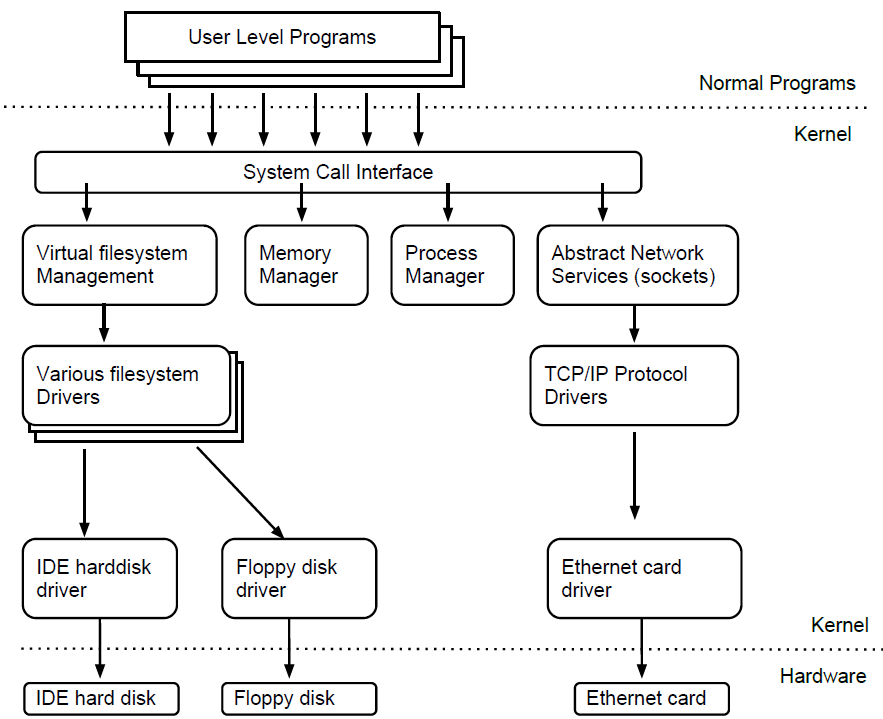 User Level Programs
Normal Programs
Kernel
System Call Interface
Virtual filesystem
Management
Memory
Manager
Process
Manager
Abstract Network
Services (sockets)
Various filesystem
Drivers
TCP/IP Protocol
Drivers
IDE harddisk
driver
Floppy disk
driver
Ethernet card
driver
Kernel
Hardware
IDE hard disk
Floppy disk
Ethernet card